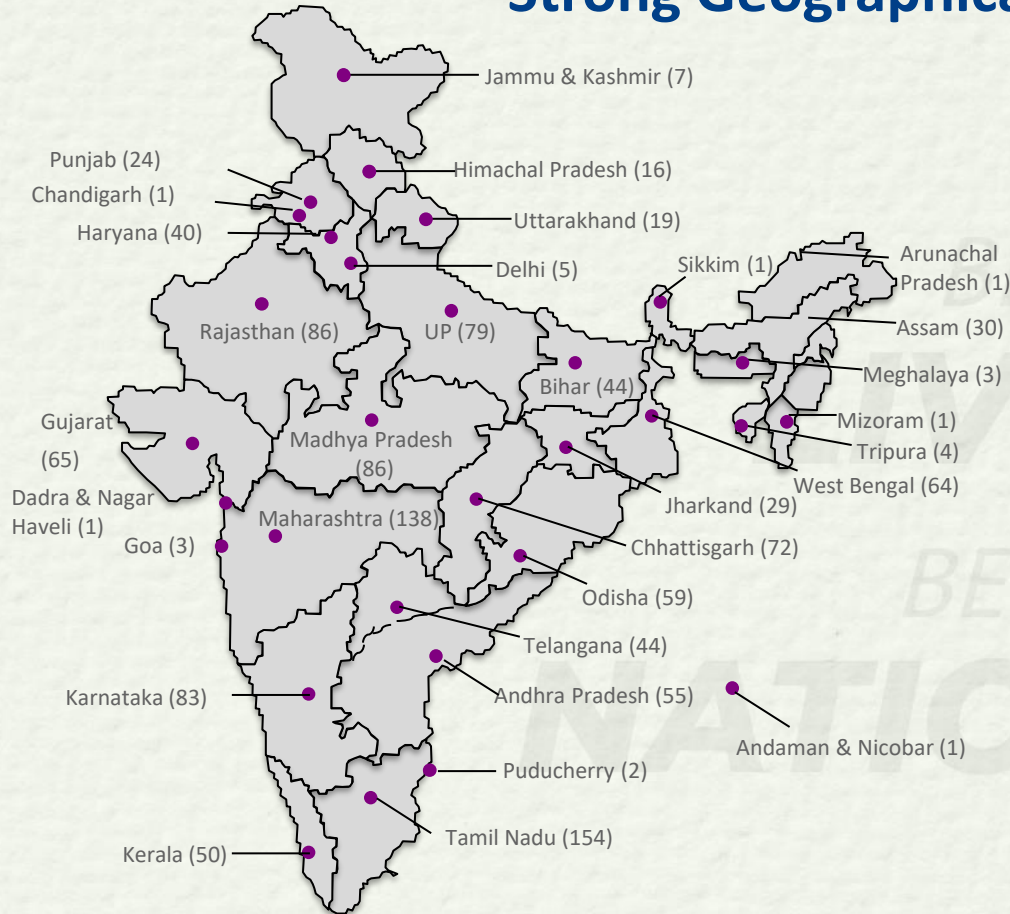 Strong Geographica
Jammu & Kashmir (7)
Punjab (24)
Himachal Pradesh (16)
Chandigarh (1)
Uttarakhand (19)
Haryana (40)
Delhi (5)
Sikkim (1)
Arunachal
Pradesh (1)
Assam (30)
Rajasthan (86)
UP (79)
Bihar (44)
Meghalaya (3)
Mizoram (1)
Tripura (4)
Gujarat
(65)
Madhya Pradesh
(86)
West Bengal (64)
Jharkand (29)
Dadra & Nagar
Haveli (1)
Maharashtra (138)
Goa (3)
Chhattisgarh (72)
Odisha (59)
Telangana (44)
Karnataka (83)
Andhra Pradesh (55)
Andaman & Nicobar (1)
Puducherry (2)
Tamil Nadu (154)
Kerala (50)
B
LIV
BE
NATIO